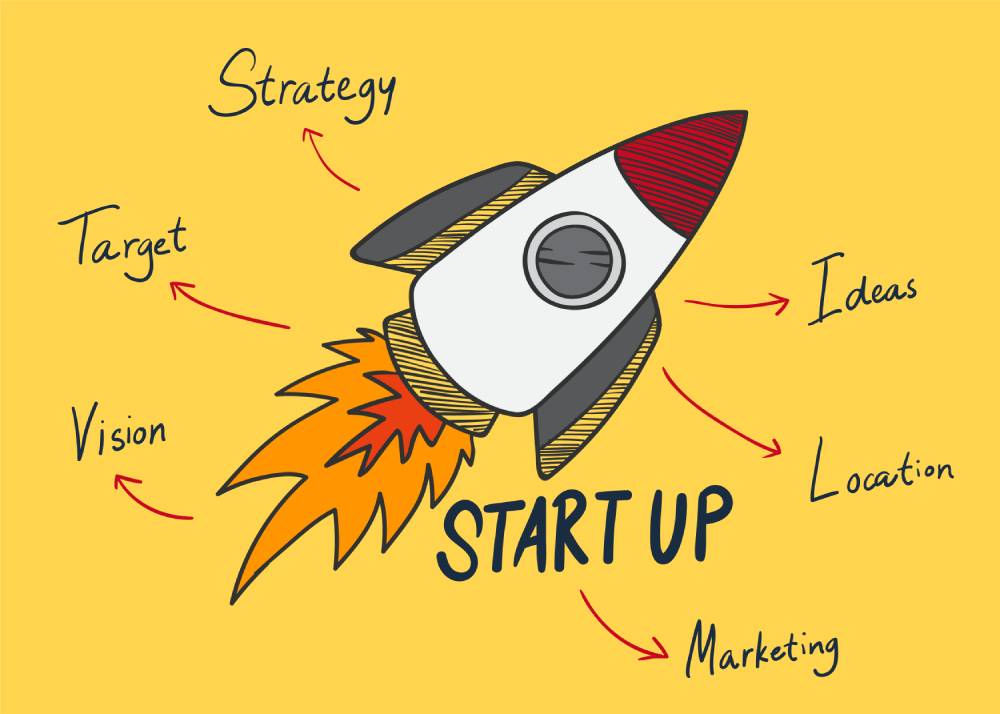 Strategy
Target
Ideas
Vision
Location
START UP
Marketing